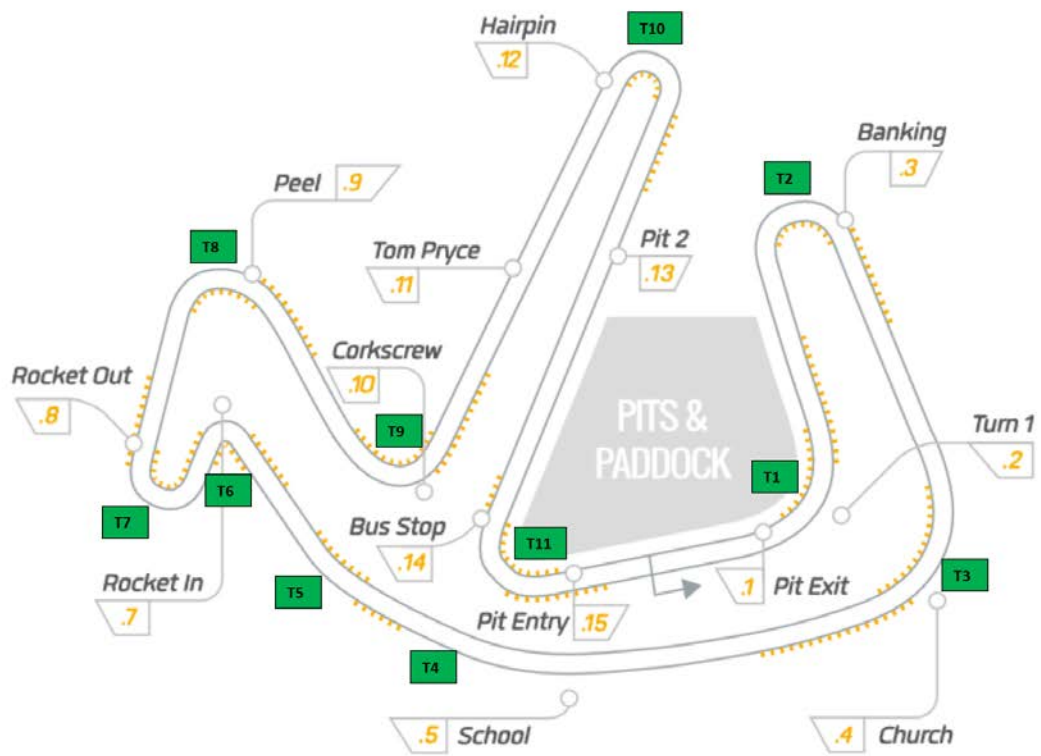 T10
Hairpin
.12
Banking
.3
T2
Peel
.9
T8
Tom Pryce
.11
Pit 2
.13
Corkscrew
.10
Rocket Out
.8
PITS &
PADDOCK
Turn 1
.2
T9
T1
T6
T7
Bus Stop
.14
T11
T3
T5
Rocket In
.7
Pit Entry
.15
.1
Pit Exit
T4
.5
School
.4
Church